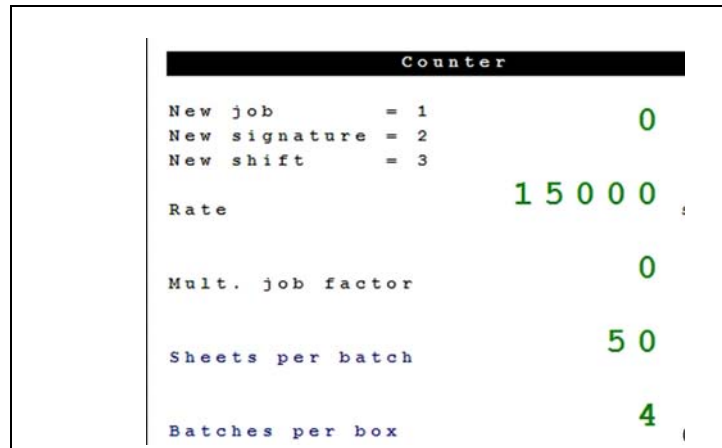 Counter
New job = 1
0
New signature = 2
New shift = 3
Rate 15000
Mult. job factor 0
Sheets per batch 50
Batches per box 4